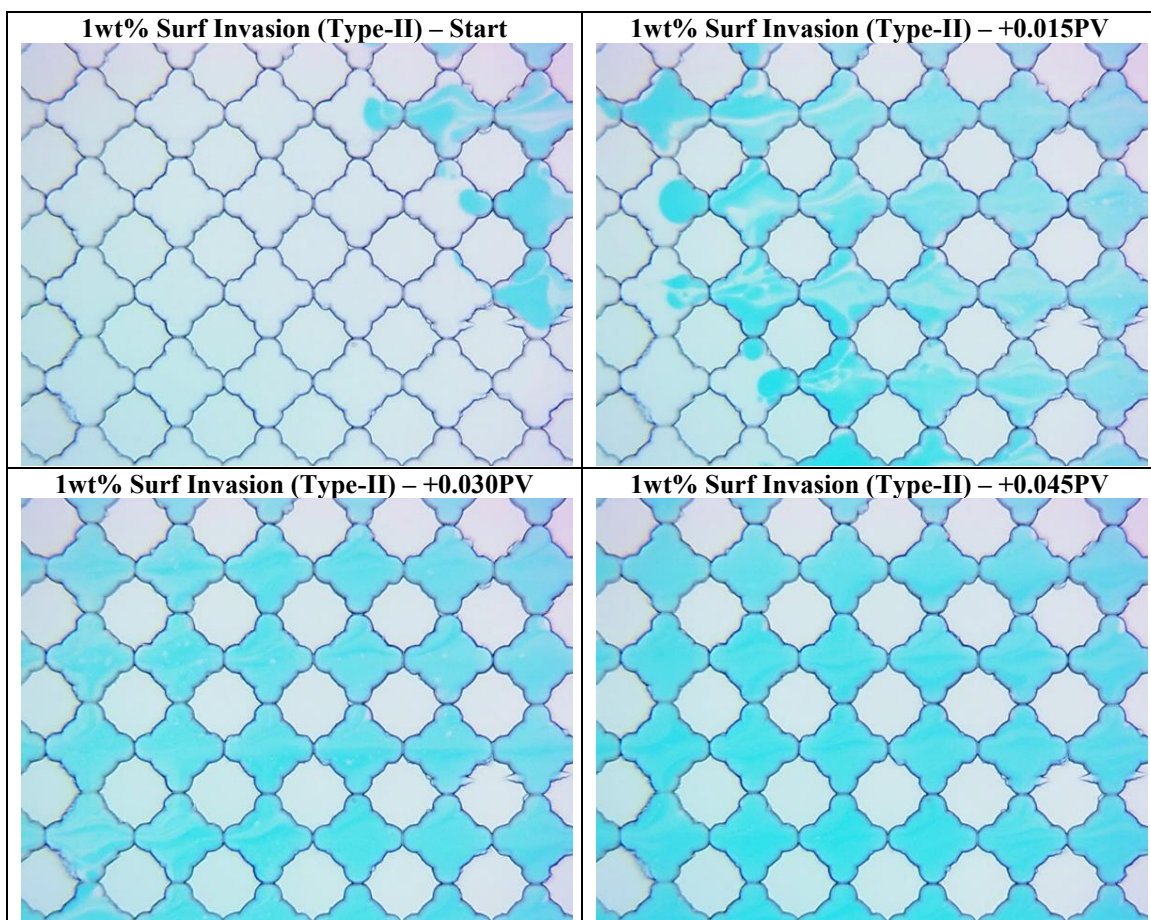 1wt% Surf Invasion (Type-II) – Start
1wt% Surf Invasion (Type-II) – +0.015PV
1wt% Surf Invasion (Type-II) – +0.030PV
1wt% Surf Invasion (Type-II) – +0.045PV